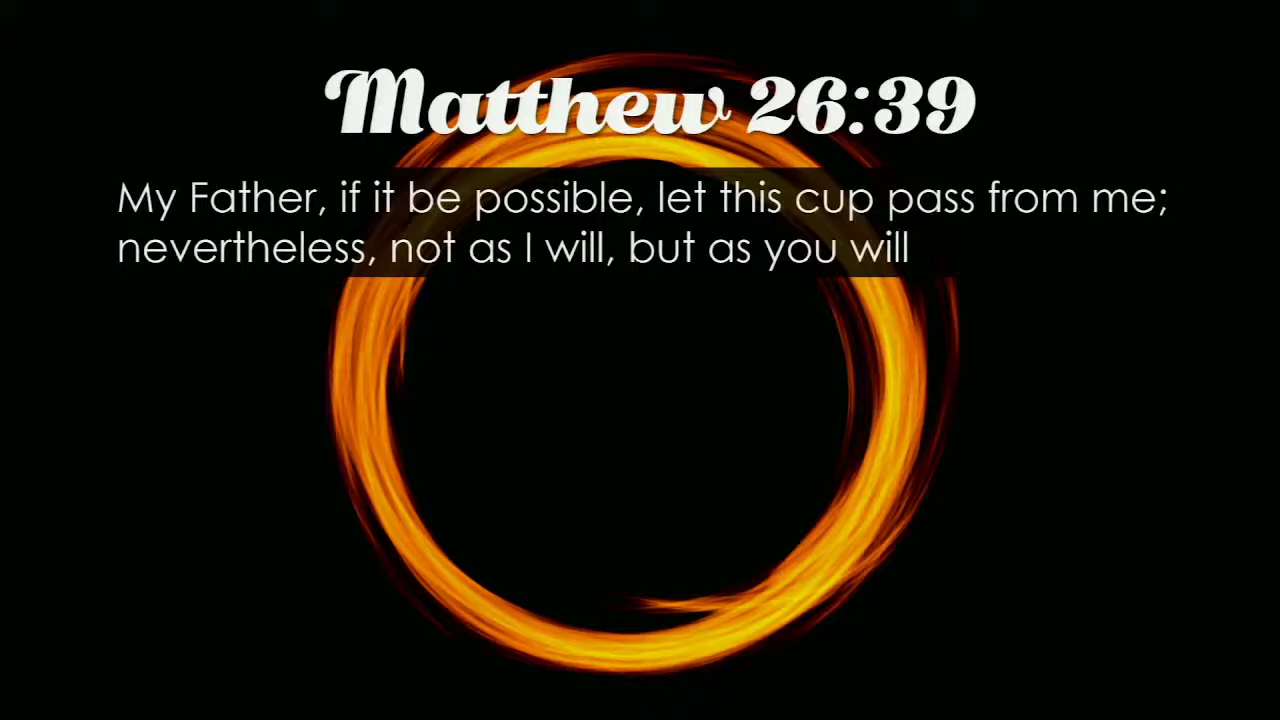 Matthew 26:39
My Father, if it be possible, let this cup pass from me;
nevertheless, not as I will, but as you will